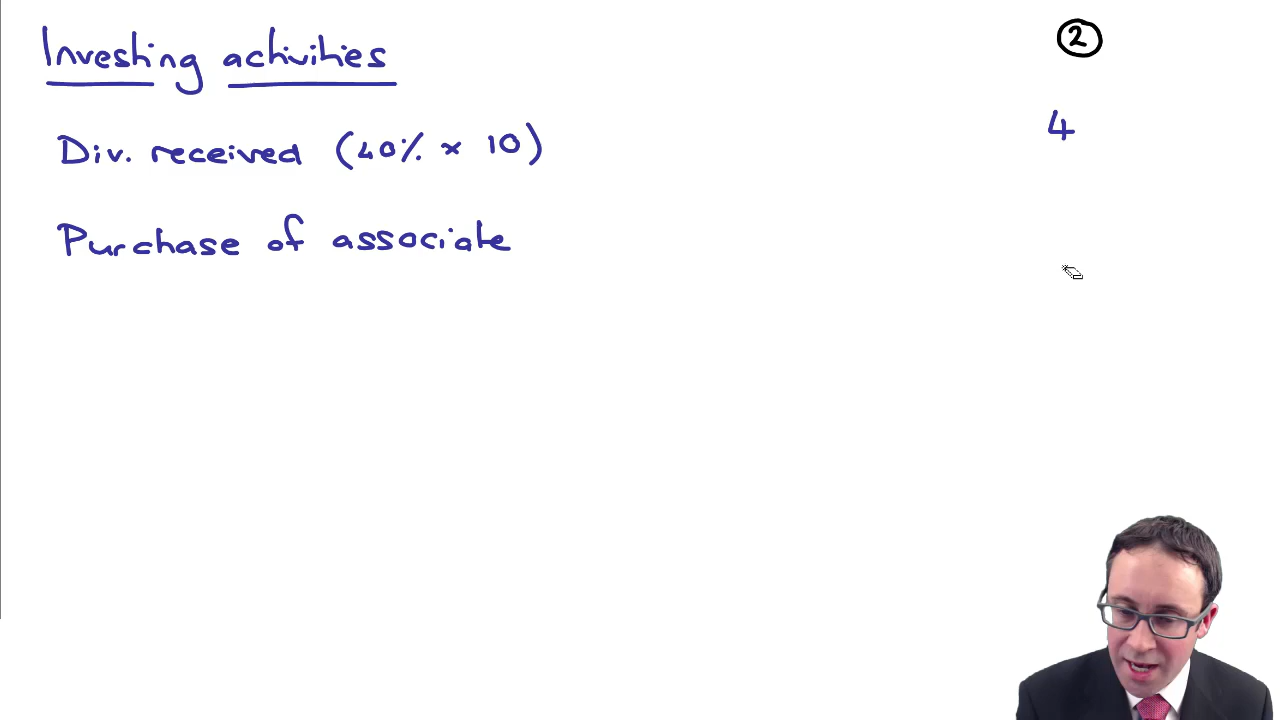 Investing activities ②
Div. received (40% x 10) 4
Purchase of associate